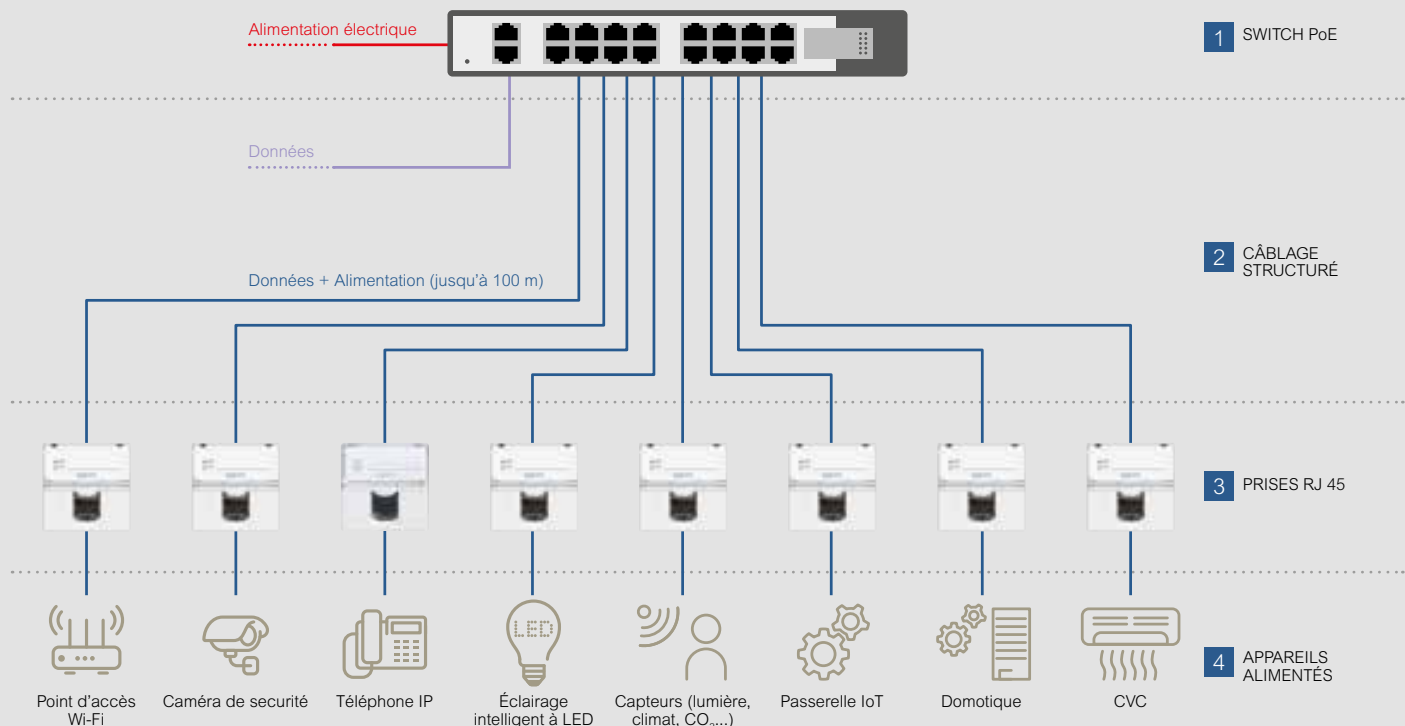 Alimentation électrique
1 SWITCH PoE
Données
2 CÂBLAGE
STRUCTURÉ
Données + Alimentation (jusqu'à 100 m)
3 PRISES RJ 45
LED
4 APPAREILS
ALIMENTÉS
Point d'accès
Wi-Fi
Caméra de securité
Téléphone IP
Éclairage
intelligent à LED
Capteurs (lumière,
climat, CO₂...)
Passerelle IoT
Domotique
CVC